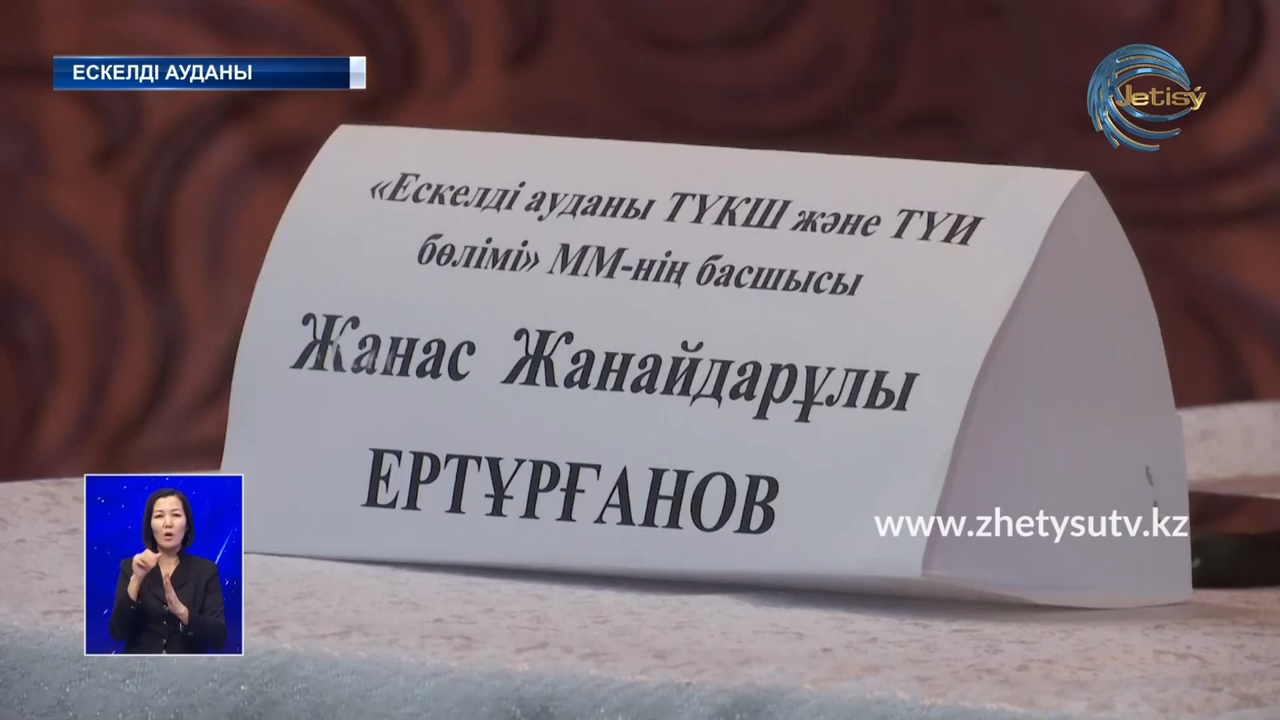 ЕСКЕЛДІ АУДАНЫ
Jetisý
«Ескелді ауданы ТҮКШ және ТҮИ
бөлімі» ММ-нің басшысы
Жанас Жанайдарұлы
ЕРТҰРҒАНОВ
www.zhetysutv.kz